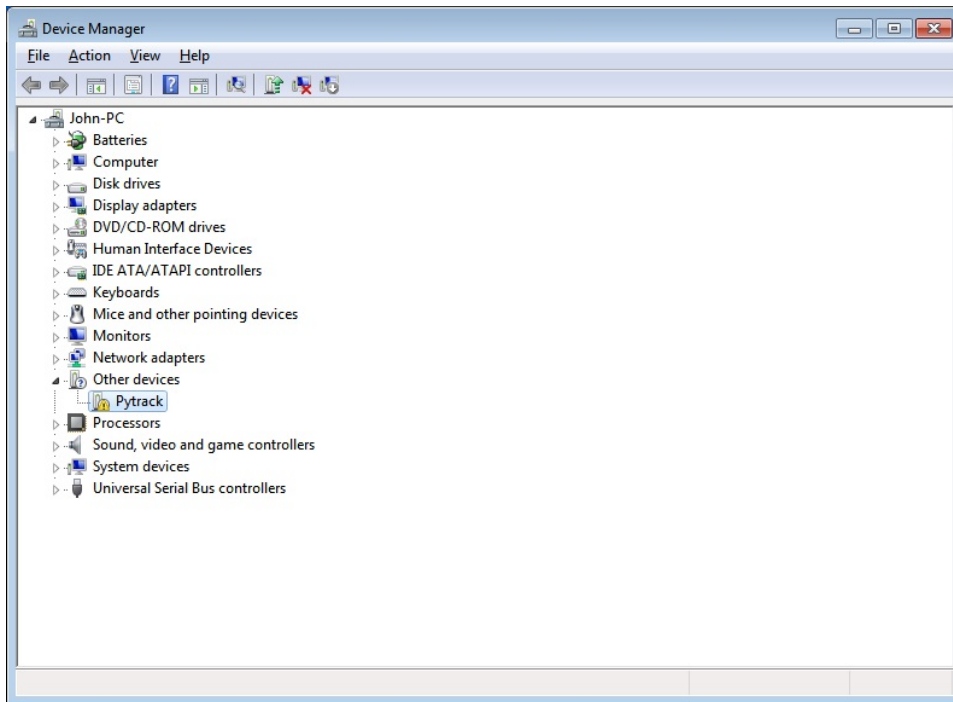 Device Manager
File Action View Help
John-PC
Batteries
Computer
Disk drives
Display adapters
DVD/CD-ROM drives
Human Interface Devices
IDE ATA/ATAPI controllers
Keyboards
Mice and other pointing devices
Monitors
Network adapters
Other devices
Pytrack
Processors
Sound, video and game controllers
System devices
Universal Serial Bus controllers